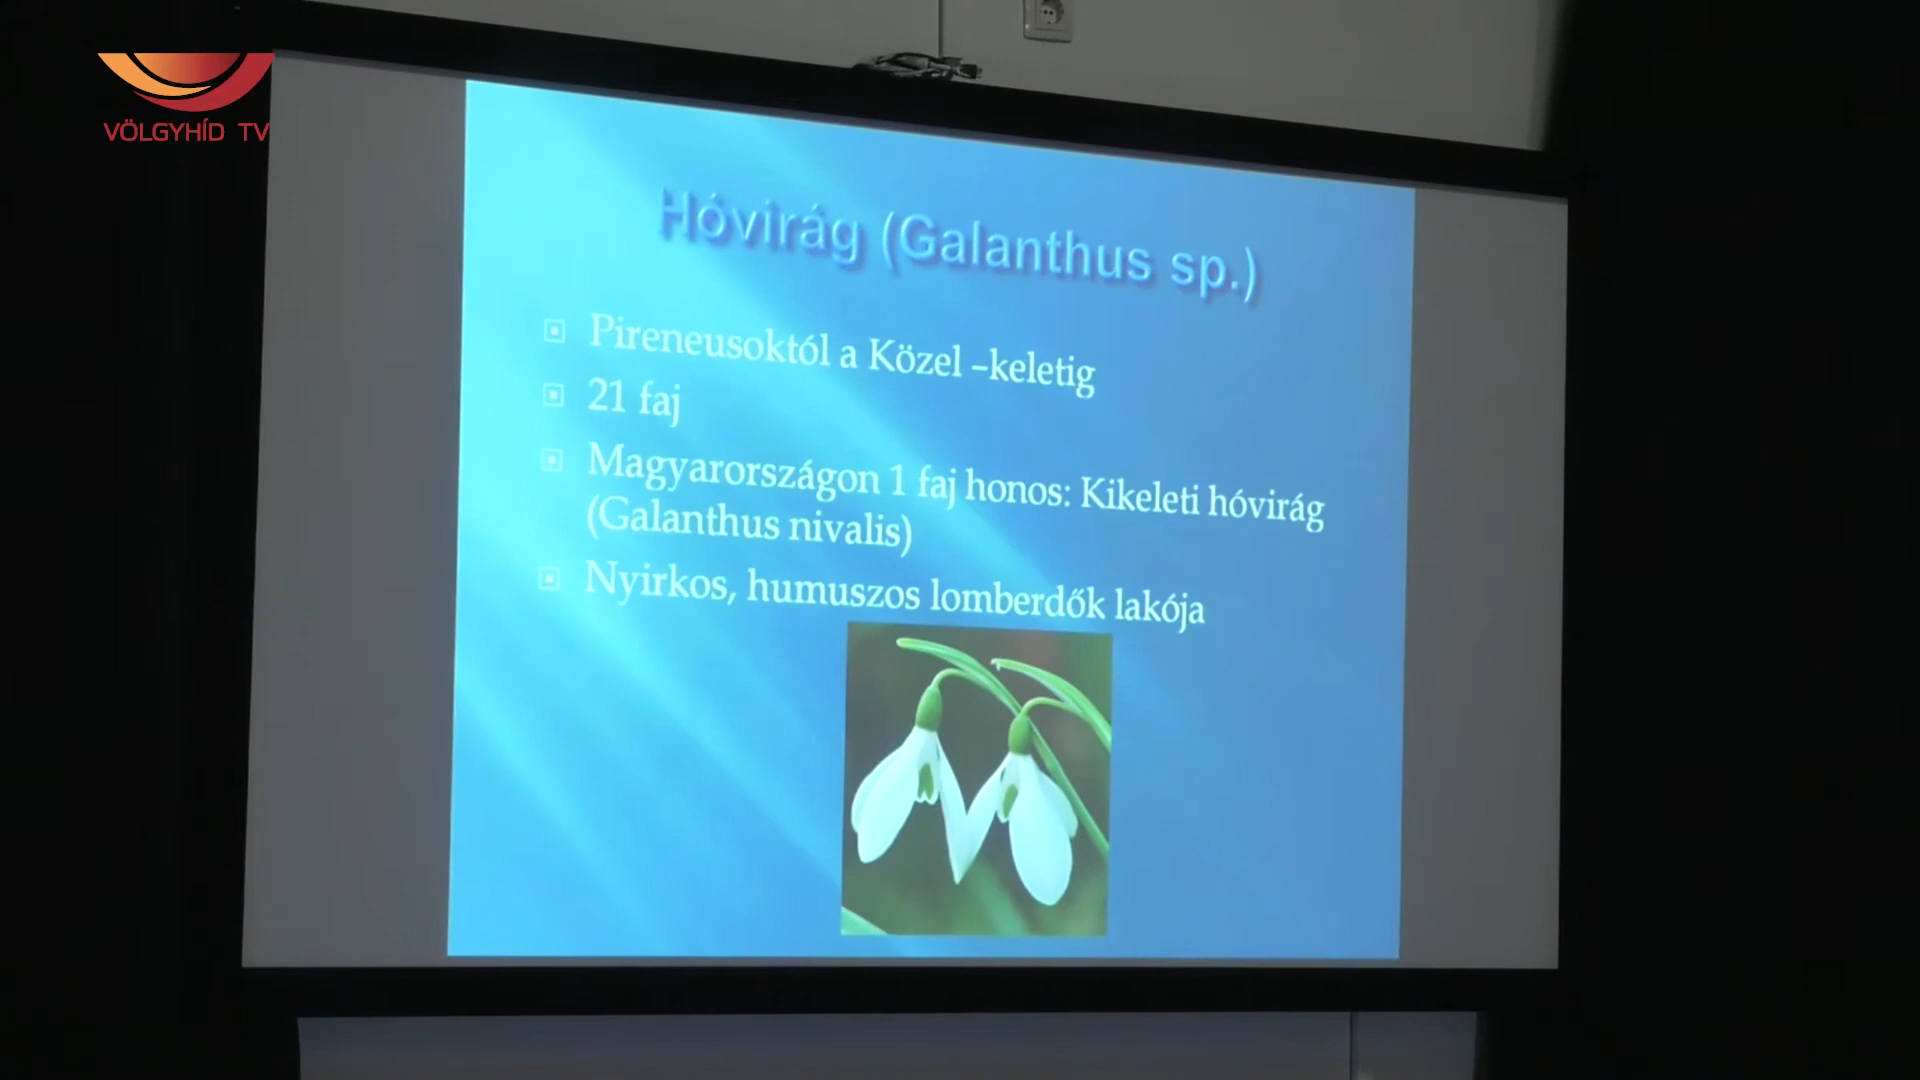 VÖLGYHÍD TV
Hóvirág (Galanthus sp.)
Pireneusoktól a Közel –keletig
21 faj
Magyarországon 1 faj honos: Kikeleti hóvirág
(Galanthus nivalis)
Nyirkos, humuszos lomberdők lakója